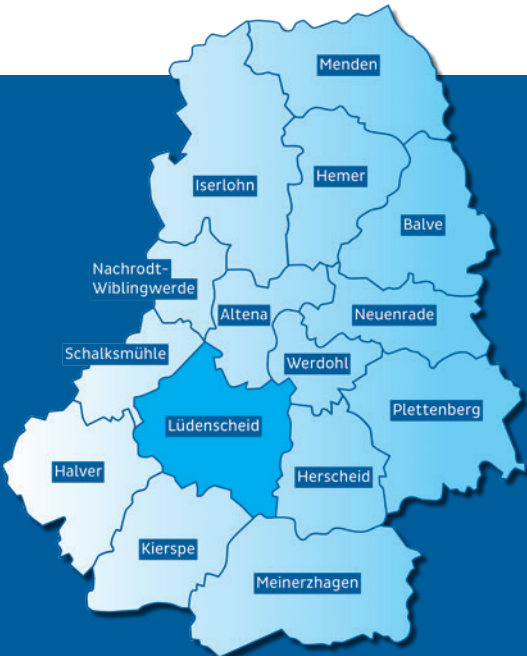 Menden
Hemer
Iserlohn
Balve
Nachrodt-
Wiblingwerde
Altena
Neuenrade
Schalksmühle
Werdohl
Plettenberg
Lüdenscheid
Halver
Herscheid
Kierspe
Meinerzhagen